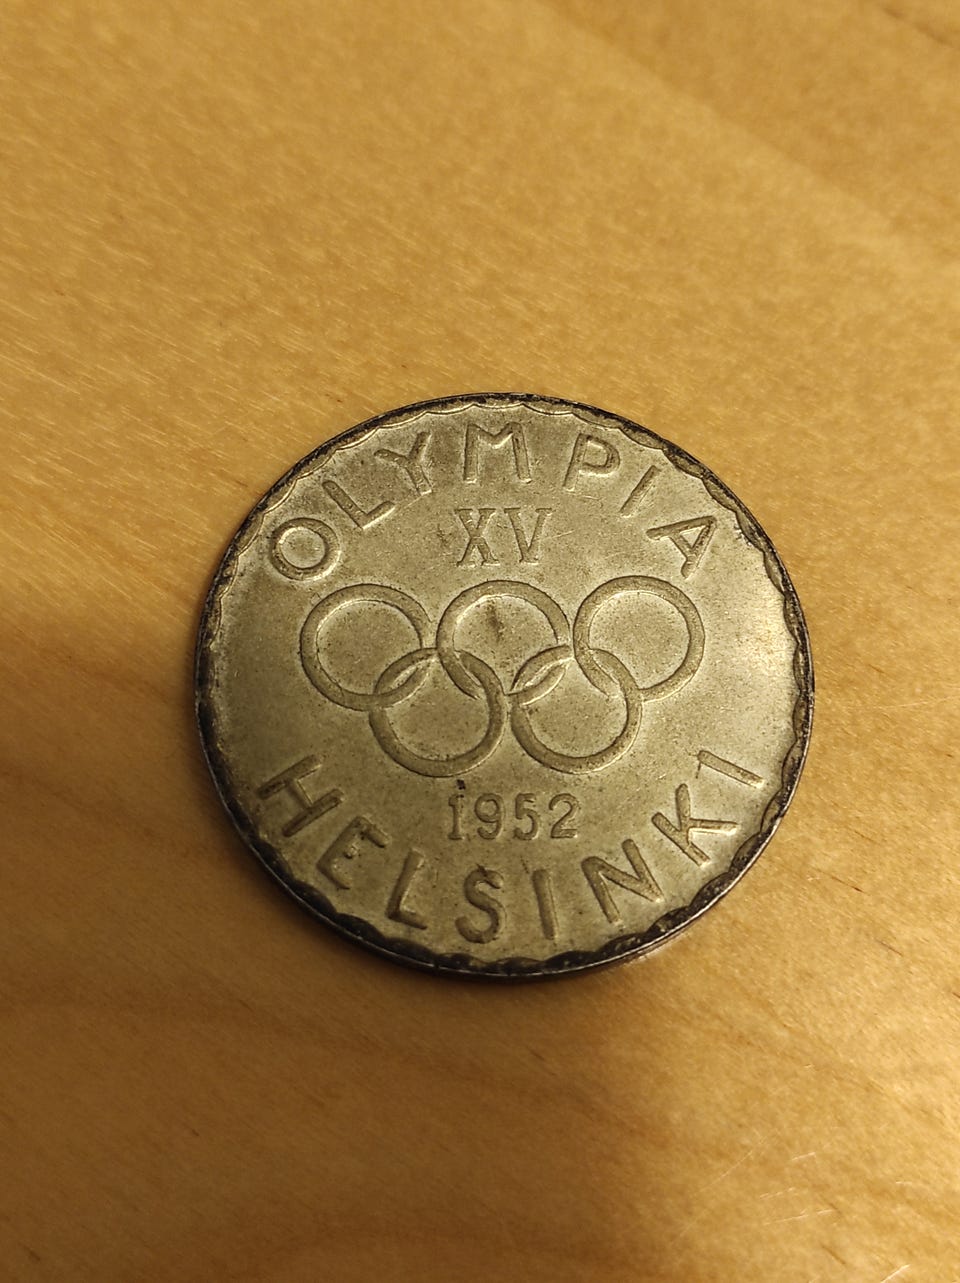 OLYMPIA
XV
1952
HELSINKI